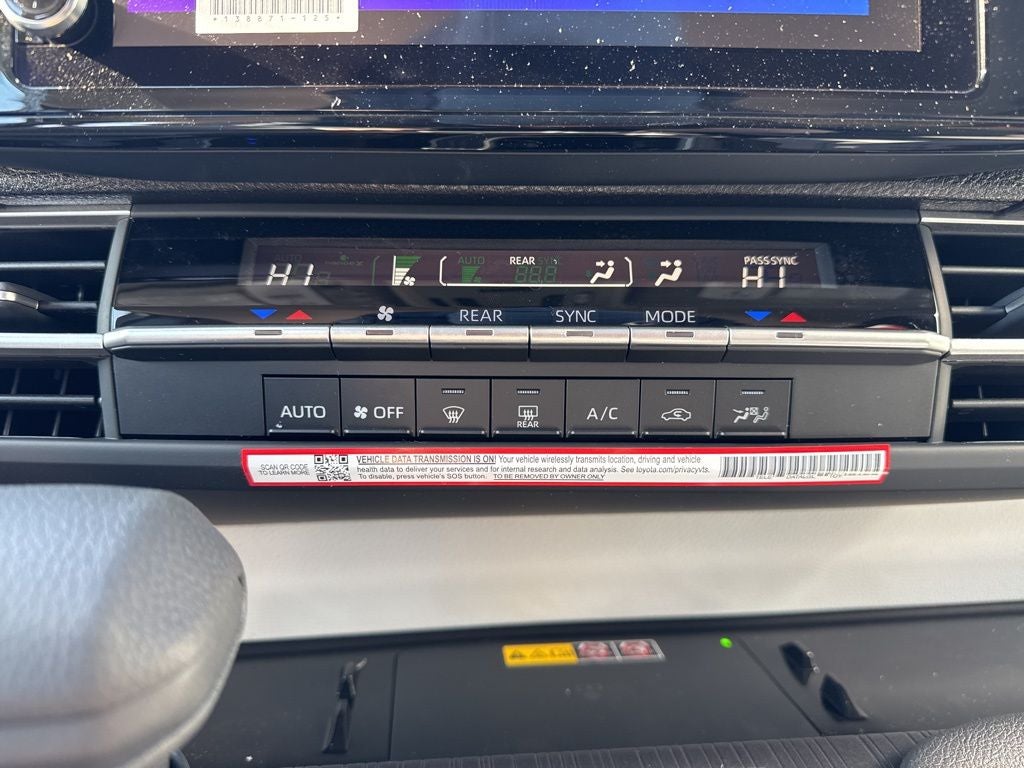 *138871-125*
AUTO
REAR
PASS SYNC
HI
HI
REAR
SYNC
MODE
AUTO
OFF
REAR
A/C
SCAN QR CODE
TO LEARN MORE
VEHICLE DATA TRANSMISSION IS ON! Your vehicle wirelessly transmits location, driving and vehicle
health data to deliver your services and for internal research and data analysis. See toyota.com/privacyvts.
To disable, press vehicle's SOS button. TO BE REMOVED BY OWNER ONLY